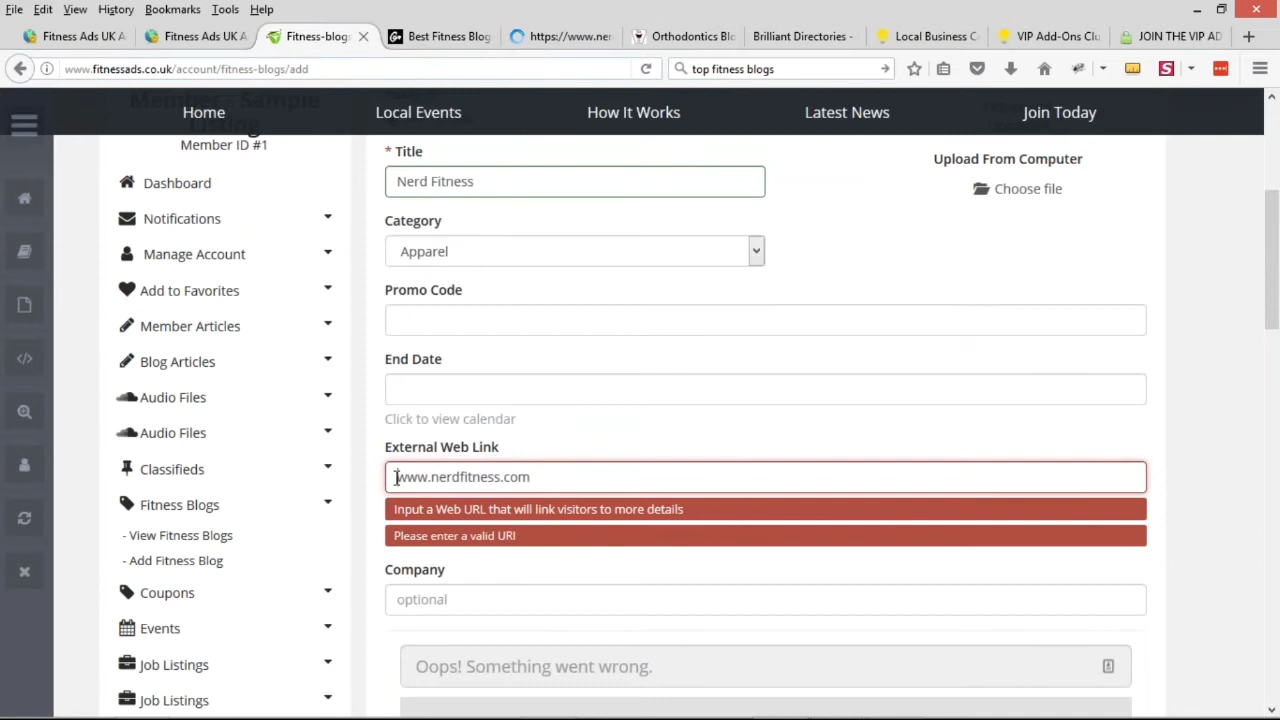 File Edit View History Bookmarks Tools Help
Fitness Ads UK A Fitness Ads UK A Fitness-blogs Best Fitness Blog https://www.ner Orthodontics Blo Brilliant Directories - Local Business C VIP Add-Ons Cli JOIN THE VIP AD
www.fitnessads.co.uk/account/fitness-blogs/add top fitness blogs
Home Local Events How It Works Latest News Join Today
Member - Sample
Listing
Member ID #1
Dashboard
Notifications
Manage Account
Add to Favorites
Member Articles
Blog Articles
Audio Files
Audio Files
Classifieds
Fitness Blogs
- View Fitness Blogs
- Add Fitness Blog
Coupons
Events
Job Listings
Job Listings
* Title
Nerd Fitness
Category
Apparel
Promo Code
End Date
Click to view calendar
External Web Link
www.nerdfitness.com
Input a Web URL that will link visitors to more details
Please enter a valid URI
Company
optional
Oops! Something went wrong.
Upload From Computer
Choose file